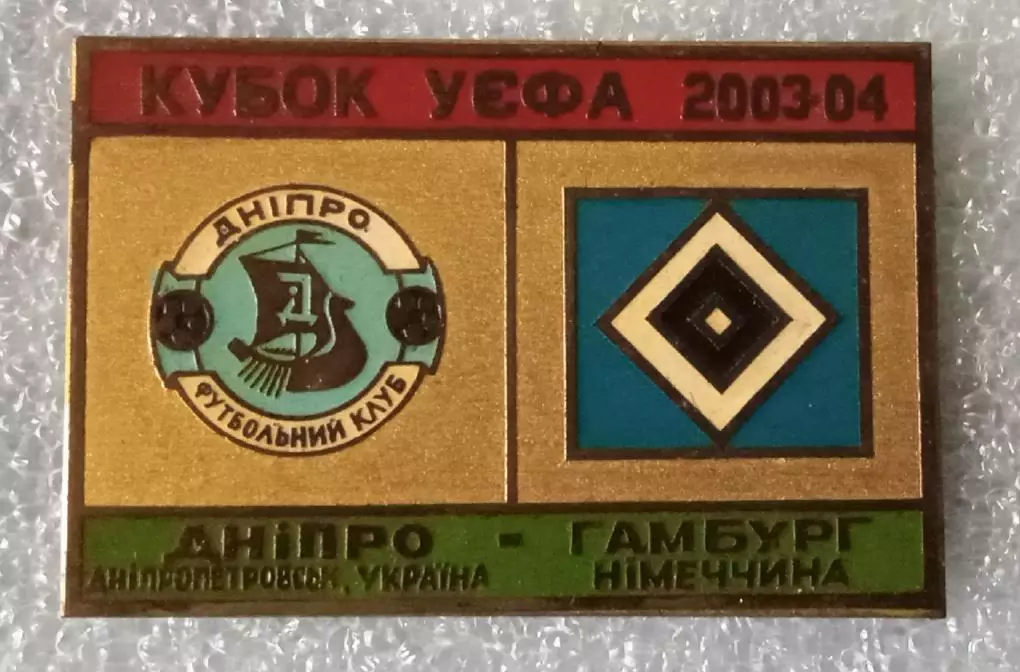 КУБОК УЄФА 2003-04
ДНІПРО
Д
ФУТБОЛЬНИЙ КЛУБ
ДНіПРО - ГАМБУРГ
ДНІПРОПЕТРОВСЬК, УКРАЇНА НіМЕЧЧИНА